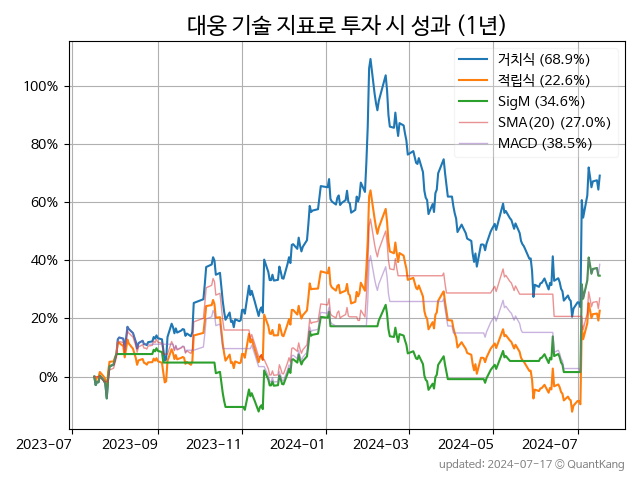 대웅 기술 지표로 투자 시 성과 (1년)
거치식 (68.9%)
적립식 (22.6%)
SigM (34.6%)
SMA(20) (27.0%)
MACD (38.5%)
100%
80%
60%
40%
20%
0%
2023-07 2023-09 2023-11 2024-01 2024-03 2024-05 2024-07
updated: 2024-07-17 © QuantKang